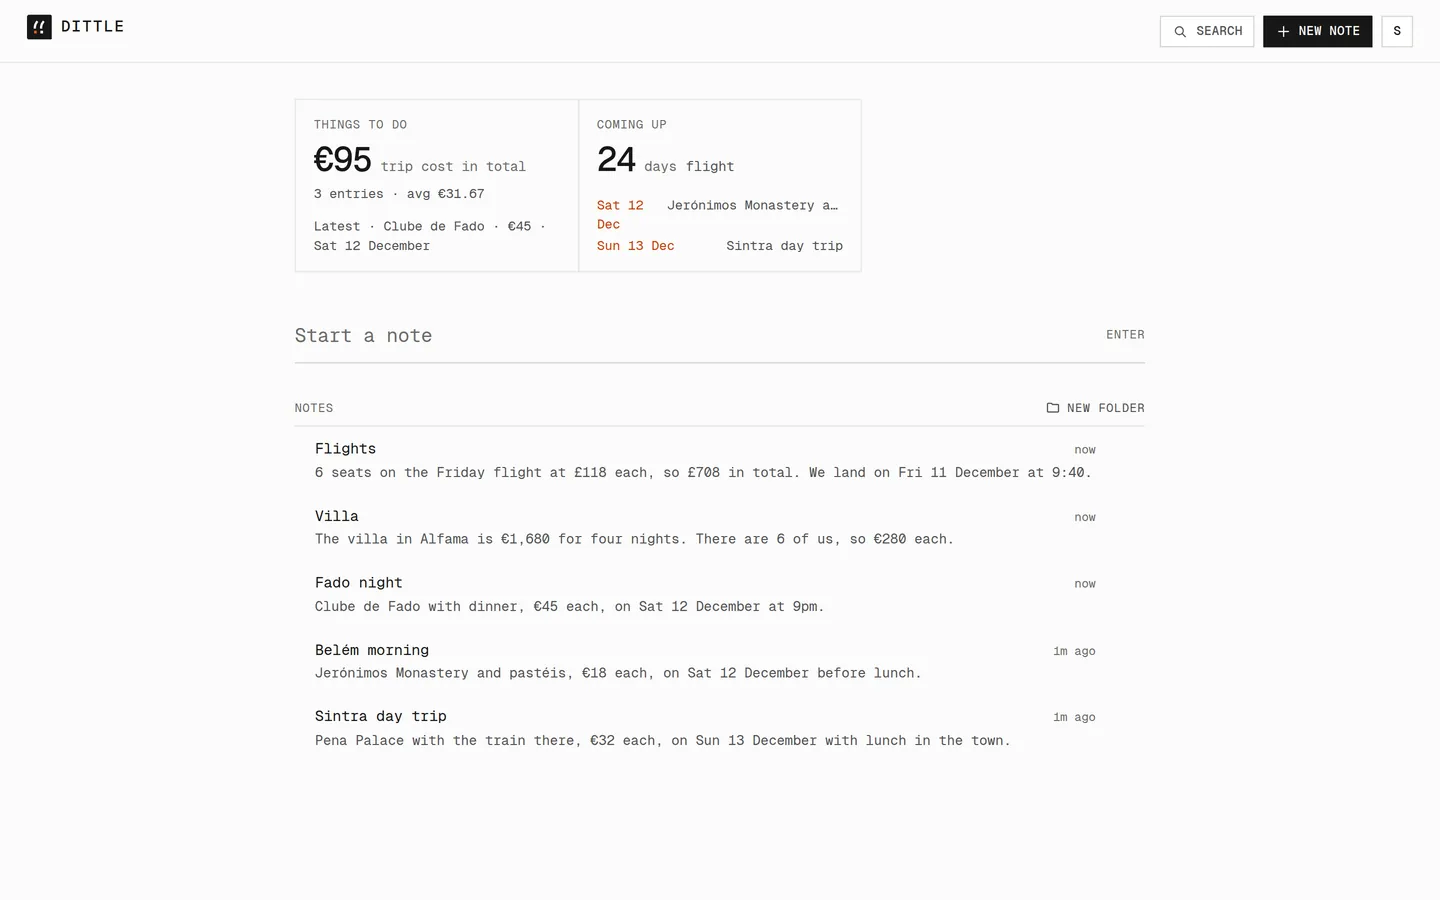 DITTLE
SEARCH
NEW NOTE
S
THINGS TO DO
€95 trip cost in total
3 entries · avg €31.67
Latest · Clube de Fado · €45 ·
Sat 12 December
COMING UP
24 days flight
Sat 12 Dec Jerónimos Monastery a…
Sun 13 Dec Sintra day trip
Start a note
ENTER
NOTES
NEW FOLDER
Flights now
6 seats on the Friday flight at £118 each, so £708 in total. We land on Fri 11 December at 9:40.
Villa now
The villa in Alfama is €1,680 for four nights. There are 6 of us, so €280 each.
Fado night now
Clube de Fado with dinner, €45 each, on Sat 12 December at 9pm.
Belém morning 1m ago
Jerónimos Monastery and pastéis, €18 each, on Sat 12 December before lunch.
Sintra day trip 1m ago
Pena Palace with the train there, €32 each, on Sun 13 December with lunch in the town.